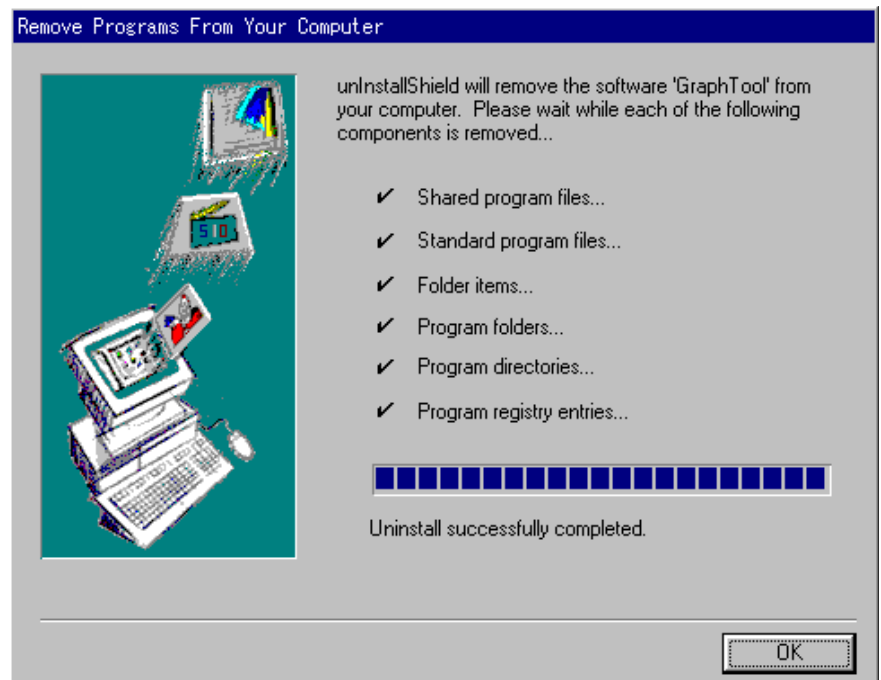 Remove Programs From Your Computer
unInstallShield will remove the software 'GraphTool' from
your computer. Please wait while each of the following
components is removed...
✔ Shared program files...
✔ Standard program files...
✔ Folder items...
✔ Program folders...
✔ Program directories...
✔ Program registry entries...
Uninstall successfully completed.
OK